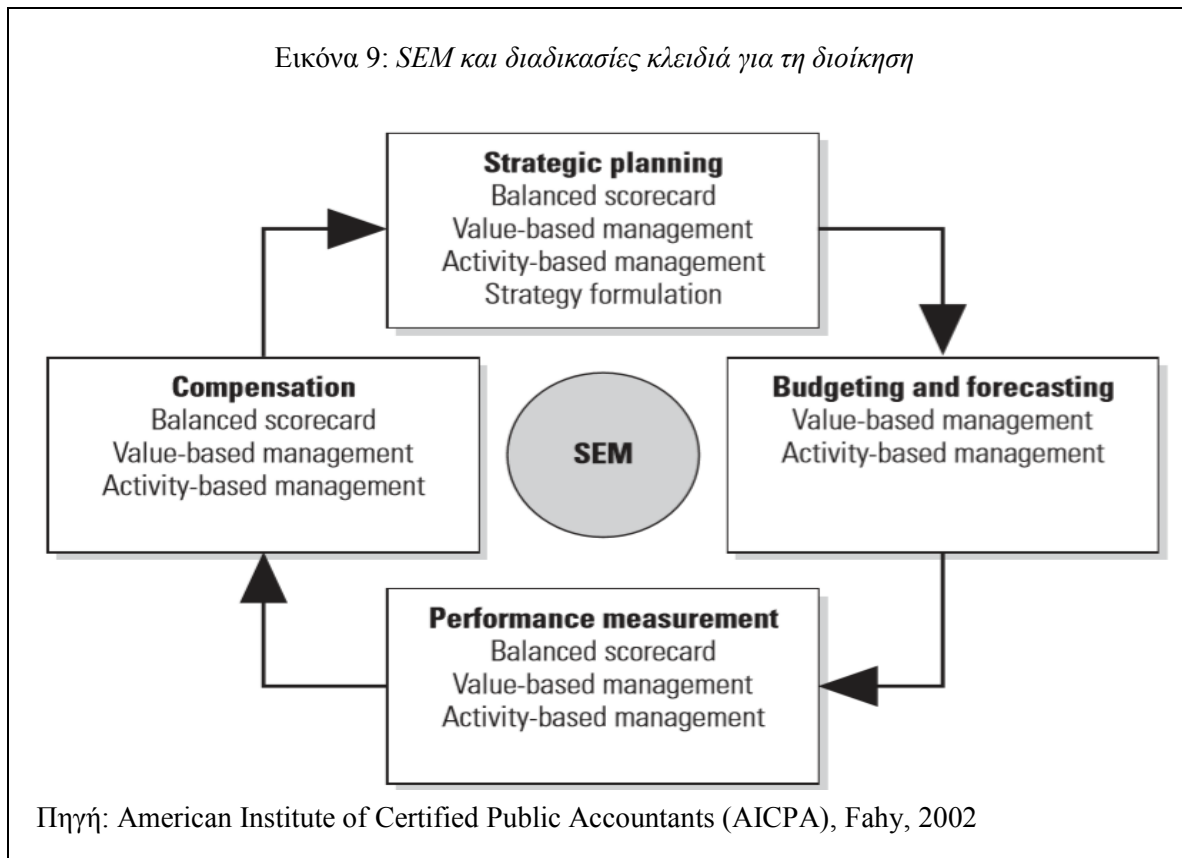 Εικόνα 9: SEM και διαδικασίες κλειδιά για τη διοίκηση
Strategic planning
Balanced scorecard
Value-based management
Activity-based management
Strategy formulation
Compensation
Balanced scorecard
Value-based management
Activity-based management
SEM
Budgeting and forecasting
Value-based management
Activity-based management
Performance measurement
Balanced scorecard
Value-based management
Activity-based management
Πηγή: American Institute of Certified Public Accountants (AICPA), Fahy, 2002